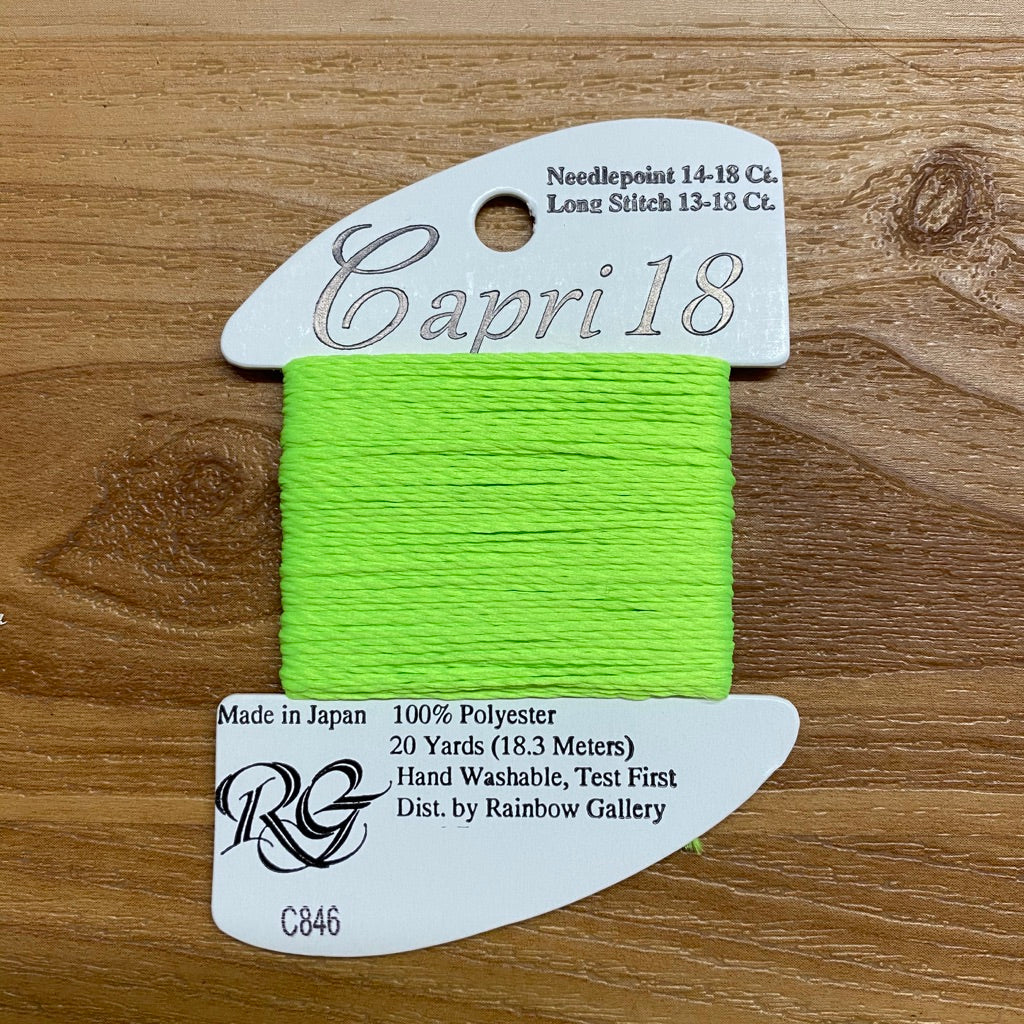 Needlepoint 14-18 Ct.
Long Stitch 13-18 Ct.
Capri 18
Made in Japan 100% Polyester
20 Yards (18.3 Meters)
Hand Washable, Test First
Dist. by Rainbow Gallery
RG
C846